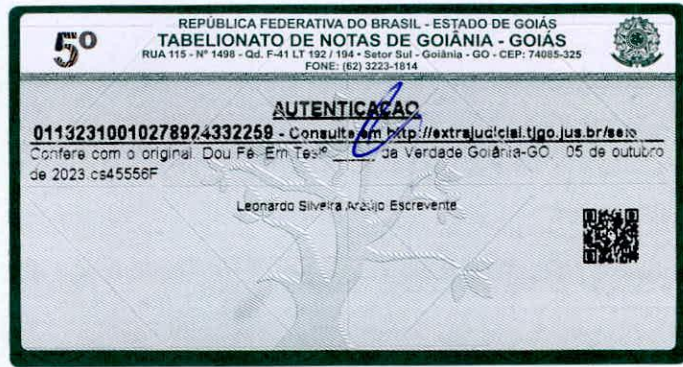 REPÚBLICA FEDERATIVA DO BRASIL - ESTADO DE GOIÁS
5º TABELIONATO DE NOTAS DE GOIÂNIA - GOIÁS
RUA 115 - Nº 1498 - Qd. F-41 LT 192 / 194 • Setor Sul - Goiânia - GO - CEP: 74085-325
FONE: (62) 3223-1814
AUTENTICAÇÃO
01132310010278924332259 - Consulta em http://extrajudicial.tjgo.jus.br/selo
Confere com o original. Dou Fé. Em Testº ______ da Verdade Goiânia-GO, 05 de outubro
de 2023.cs45556F
Leonardo Silveira Araújo Escrevente